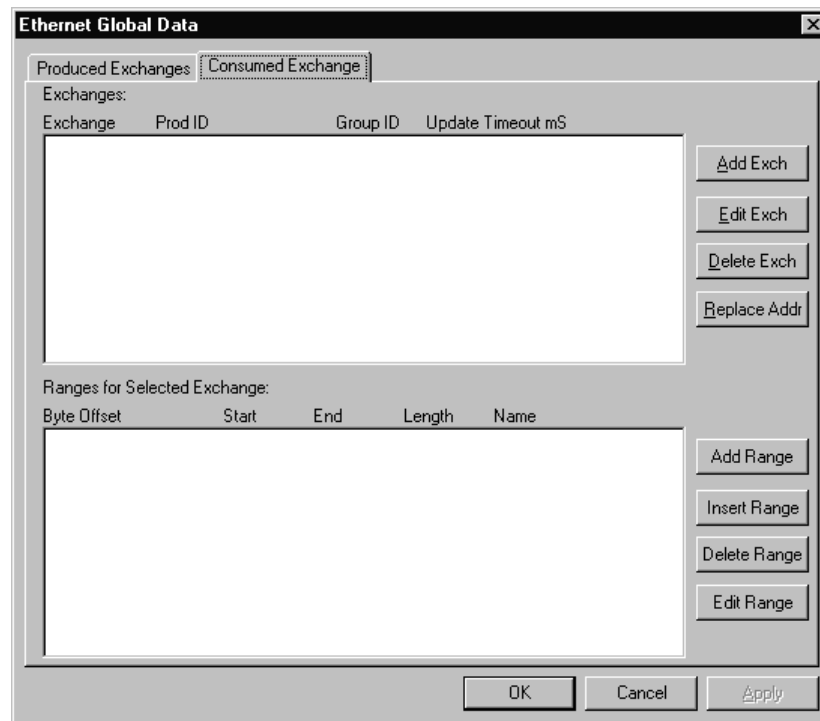 Ethernet Global Data
Produced Exchanges Consumed Exchange
Exchanges:
Exchange Prod ID Group ID Update Timeout mS
Add Exch
Edit Exch
Delete Exch
Replace Addr
Ranges for Selected Exchange:
Byte Offset Start End Length Name
Add Range
Insert Range
Delete Range
Edit Range
OK Cancel Apply